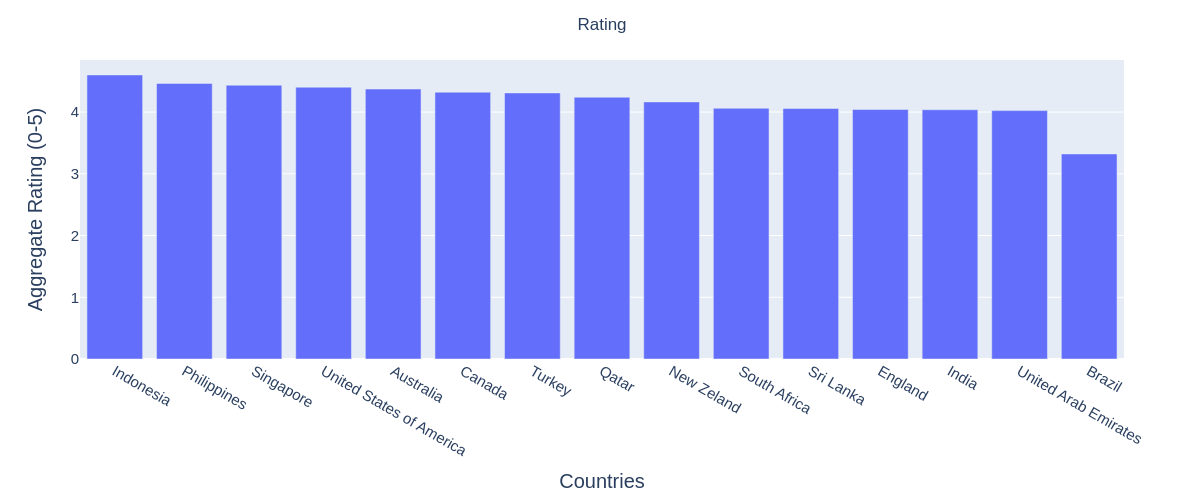 Rating
Aggregate Rating (0-5)
4
3
2
1
0
Indonesia
Philippines
Singapore
United States of America
Australia
Canada
Turkey
Qatar
New Zeland
South Africa
Sri Lanka
England
India
United Arab Emirates
Brazil
Countries